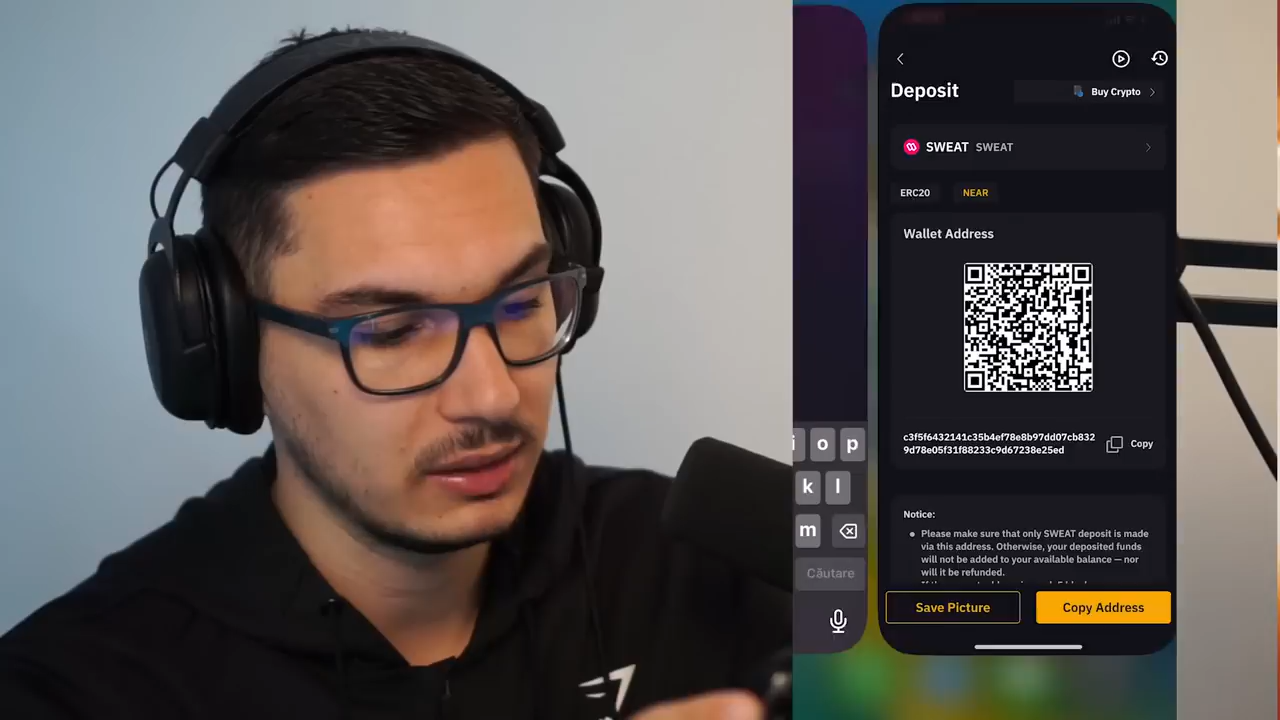 Deposit
Buy Crypto
SWEAT SWEAT
ERC20 NEAR
Wallet Address
c3f5f6432141c35b4ef78e8b97dd07cb832
9d78e05f31f88233c9d67238e25ed
Copy
Notice:
Please make sure that only SWEAT deposit is made
via this address. Otherwise, your deposited funds
will not be added to your available balance — nor
will it be refunded.
Save Picture Copy Address
o p
k l
m
Căutare